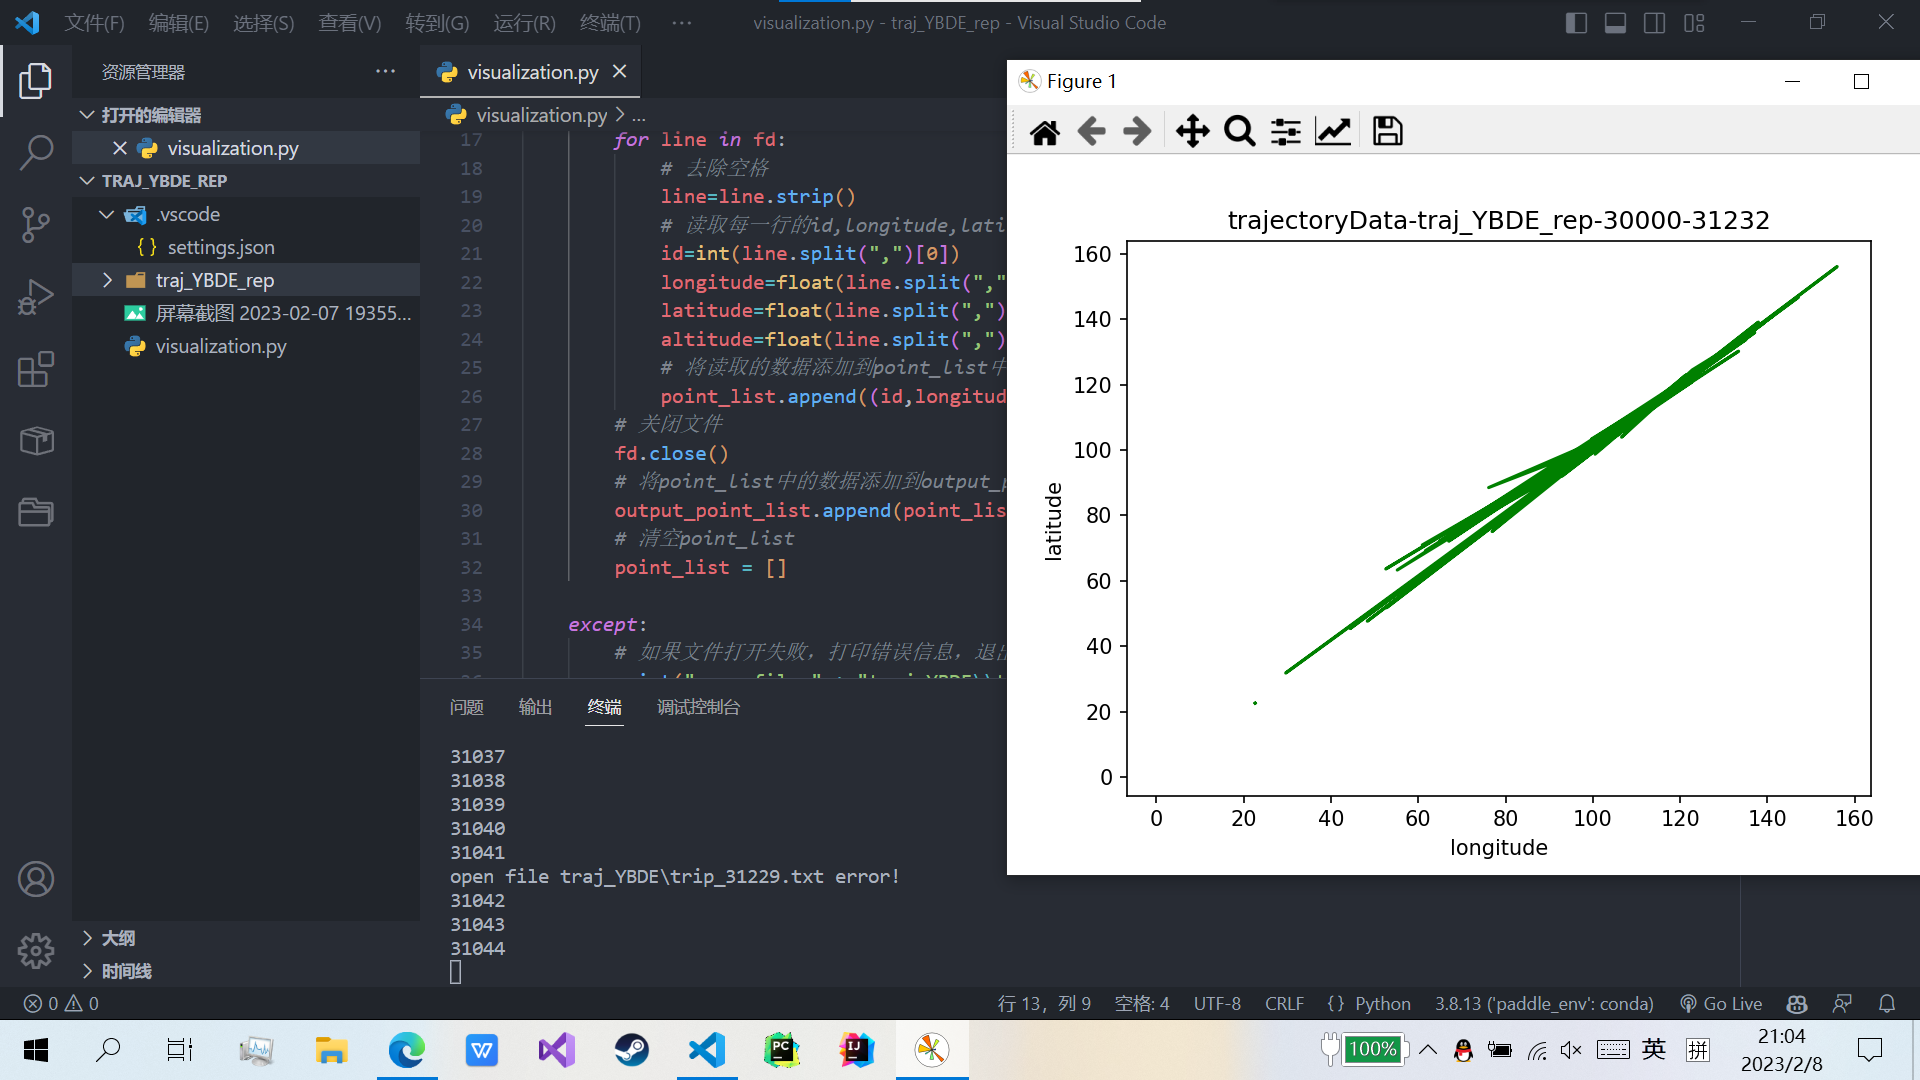 文件(F) 编辑(E) 选择(S) 查看(V) 转到(G) 运行(R) 终端(T) ··· visualization.py - traj_YBDE_rep - Visual Studio Code
资源管理器 ···
打开的编辑器
visualization.py
TRAJ_YBDE_REP
.vscode
{} settings.json
traj_YBDE_rep
屏幕截图 2023-02-07 19355...
visualization.py
大纲
时间线
visualization.py
visualization.py > ...
17 for line in fd:
18 # 去除空格
19 line=line.strip()
20 # 读取每一行的id,longitude,lati
21 id=int(line.split(",")[0])
22 longitude=float(line.split(","
23 latitude=float(line.split(",")
24 altitude=float(line.split(",")
25 # 将读取的数据添加到point_list中
26 point_list.append((id,longitud
27 # 关闭文件
28 fd.close()
29 # 将point_list中的数据添加到output_p
30 output_point_list.append(point_lis
31 # 清空point_list
32 point_list = []
33
34 except:
35 # 如果文件打开失败，打印错误信息，退出
问题 输出 终端 调试控制台
31037
31038
31039
31040
31041
open file traj_YBDE\trip_31229.txt error!
31042
31043
31044
Figure 1
trajectoryData-traj_YBDE_rep-30000-31232
160
140
120
100
80
60
40
20
0
latitude
0 20 40 60 80 100 120 140 160
longitude
0 0 行 13，列 9 空格: 4 UTF-8 CRLF {} Python 3.8.13 ('paddle_env': conda) Go Live
W PC IJ 100% 英 拼
21:04
2023/2/8